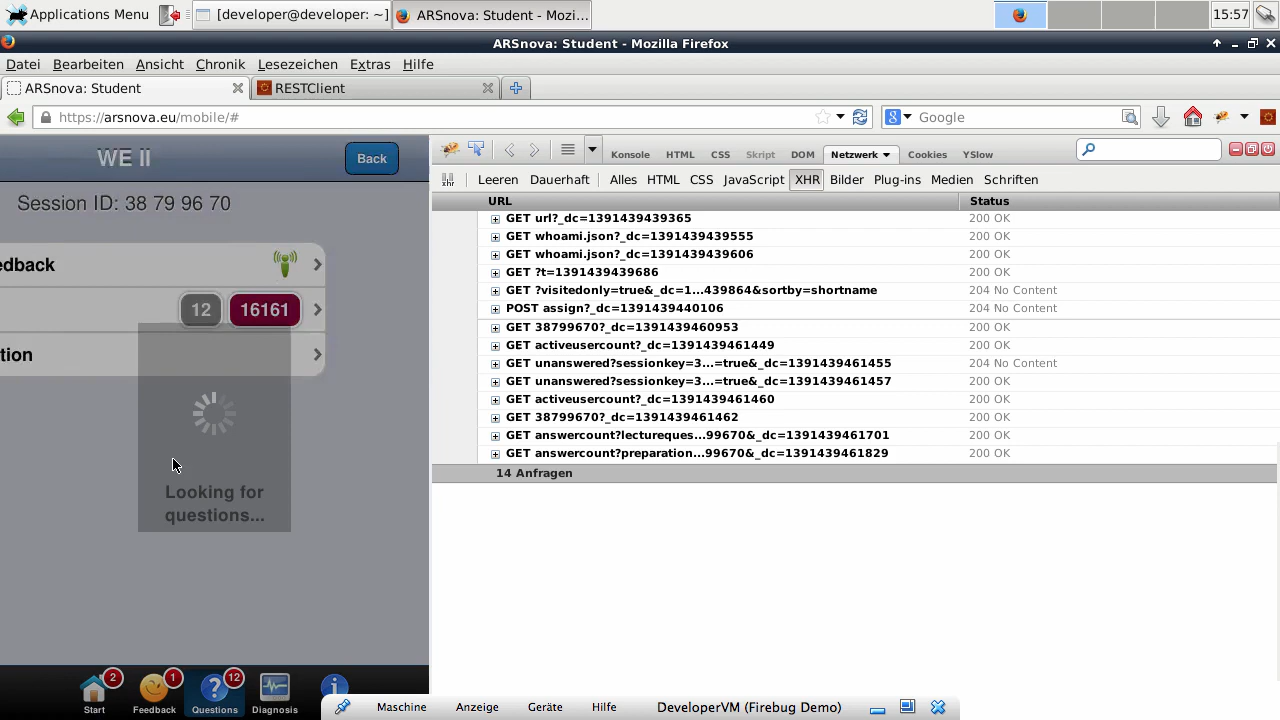 Applications Menu
[developer@developer: ~]
ARSnova: Student - Mozi...
15:57
ARSnova: Student - Mozilla Firefox
Datei Bearbeiten Ansicht Chronik Lesezeichen Extras Hilfe
ARSnova: Student
RESTClient
https://arsnova.eu/mobile/#
Google
WE II
Back
Session ID: 38 79 96 70
edback
12 16161
tion
Looking for
questions...
2 1 12
Start Feedback Questions Diagnosis
Konsole HTML CSS Skript DOM Netzwerk Cookies YSlow
Leeren Dauerhaft Alles HTML CSS JavaScript XHR Bilder Plug-ins Medien Schriften
URL Status
GET url?_dc=1391439439365 200 OK
GET whoami.json?_dc=1391439439555 200 OK
GET whoami.json?_dc=1391439439606 200 OK
GET ?t=1391439439686 200 OK
GET ?visitedonly=true&_dc=1...439864&sortby=shortname 204 No Content
POST assign?_dc=1391439440106 204 No Content
GET 38799670?_dc=1391439460953 200 OK
GET activeusercount?_dc=1391439461449 200 OK
GET unanswered?sessionkey=3...=true&_dc=1391439461455 204 No Content
GET unanswered?sessionkey=3...=true&_dc=1391439461457 200 OK
GET activeusercount?_dc=1391439461460 200 OK
GET 38799670?_dc=1391439461462 200 OK
GET answercount?lectureques...99670&_dc=1391439461701 200 OK
GET answercount?preparation...99670&_dc=1391439461829 200 OK
14 Anfragen
Maschine Anzeige Geräte Hilfe DeveloperVM (Firebug Demo)